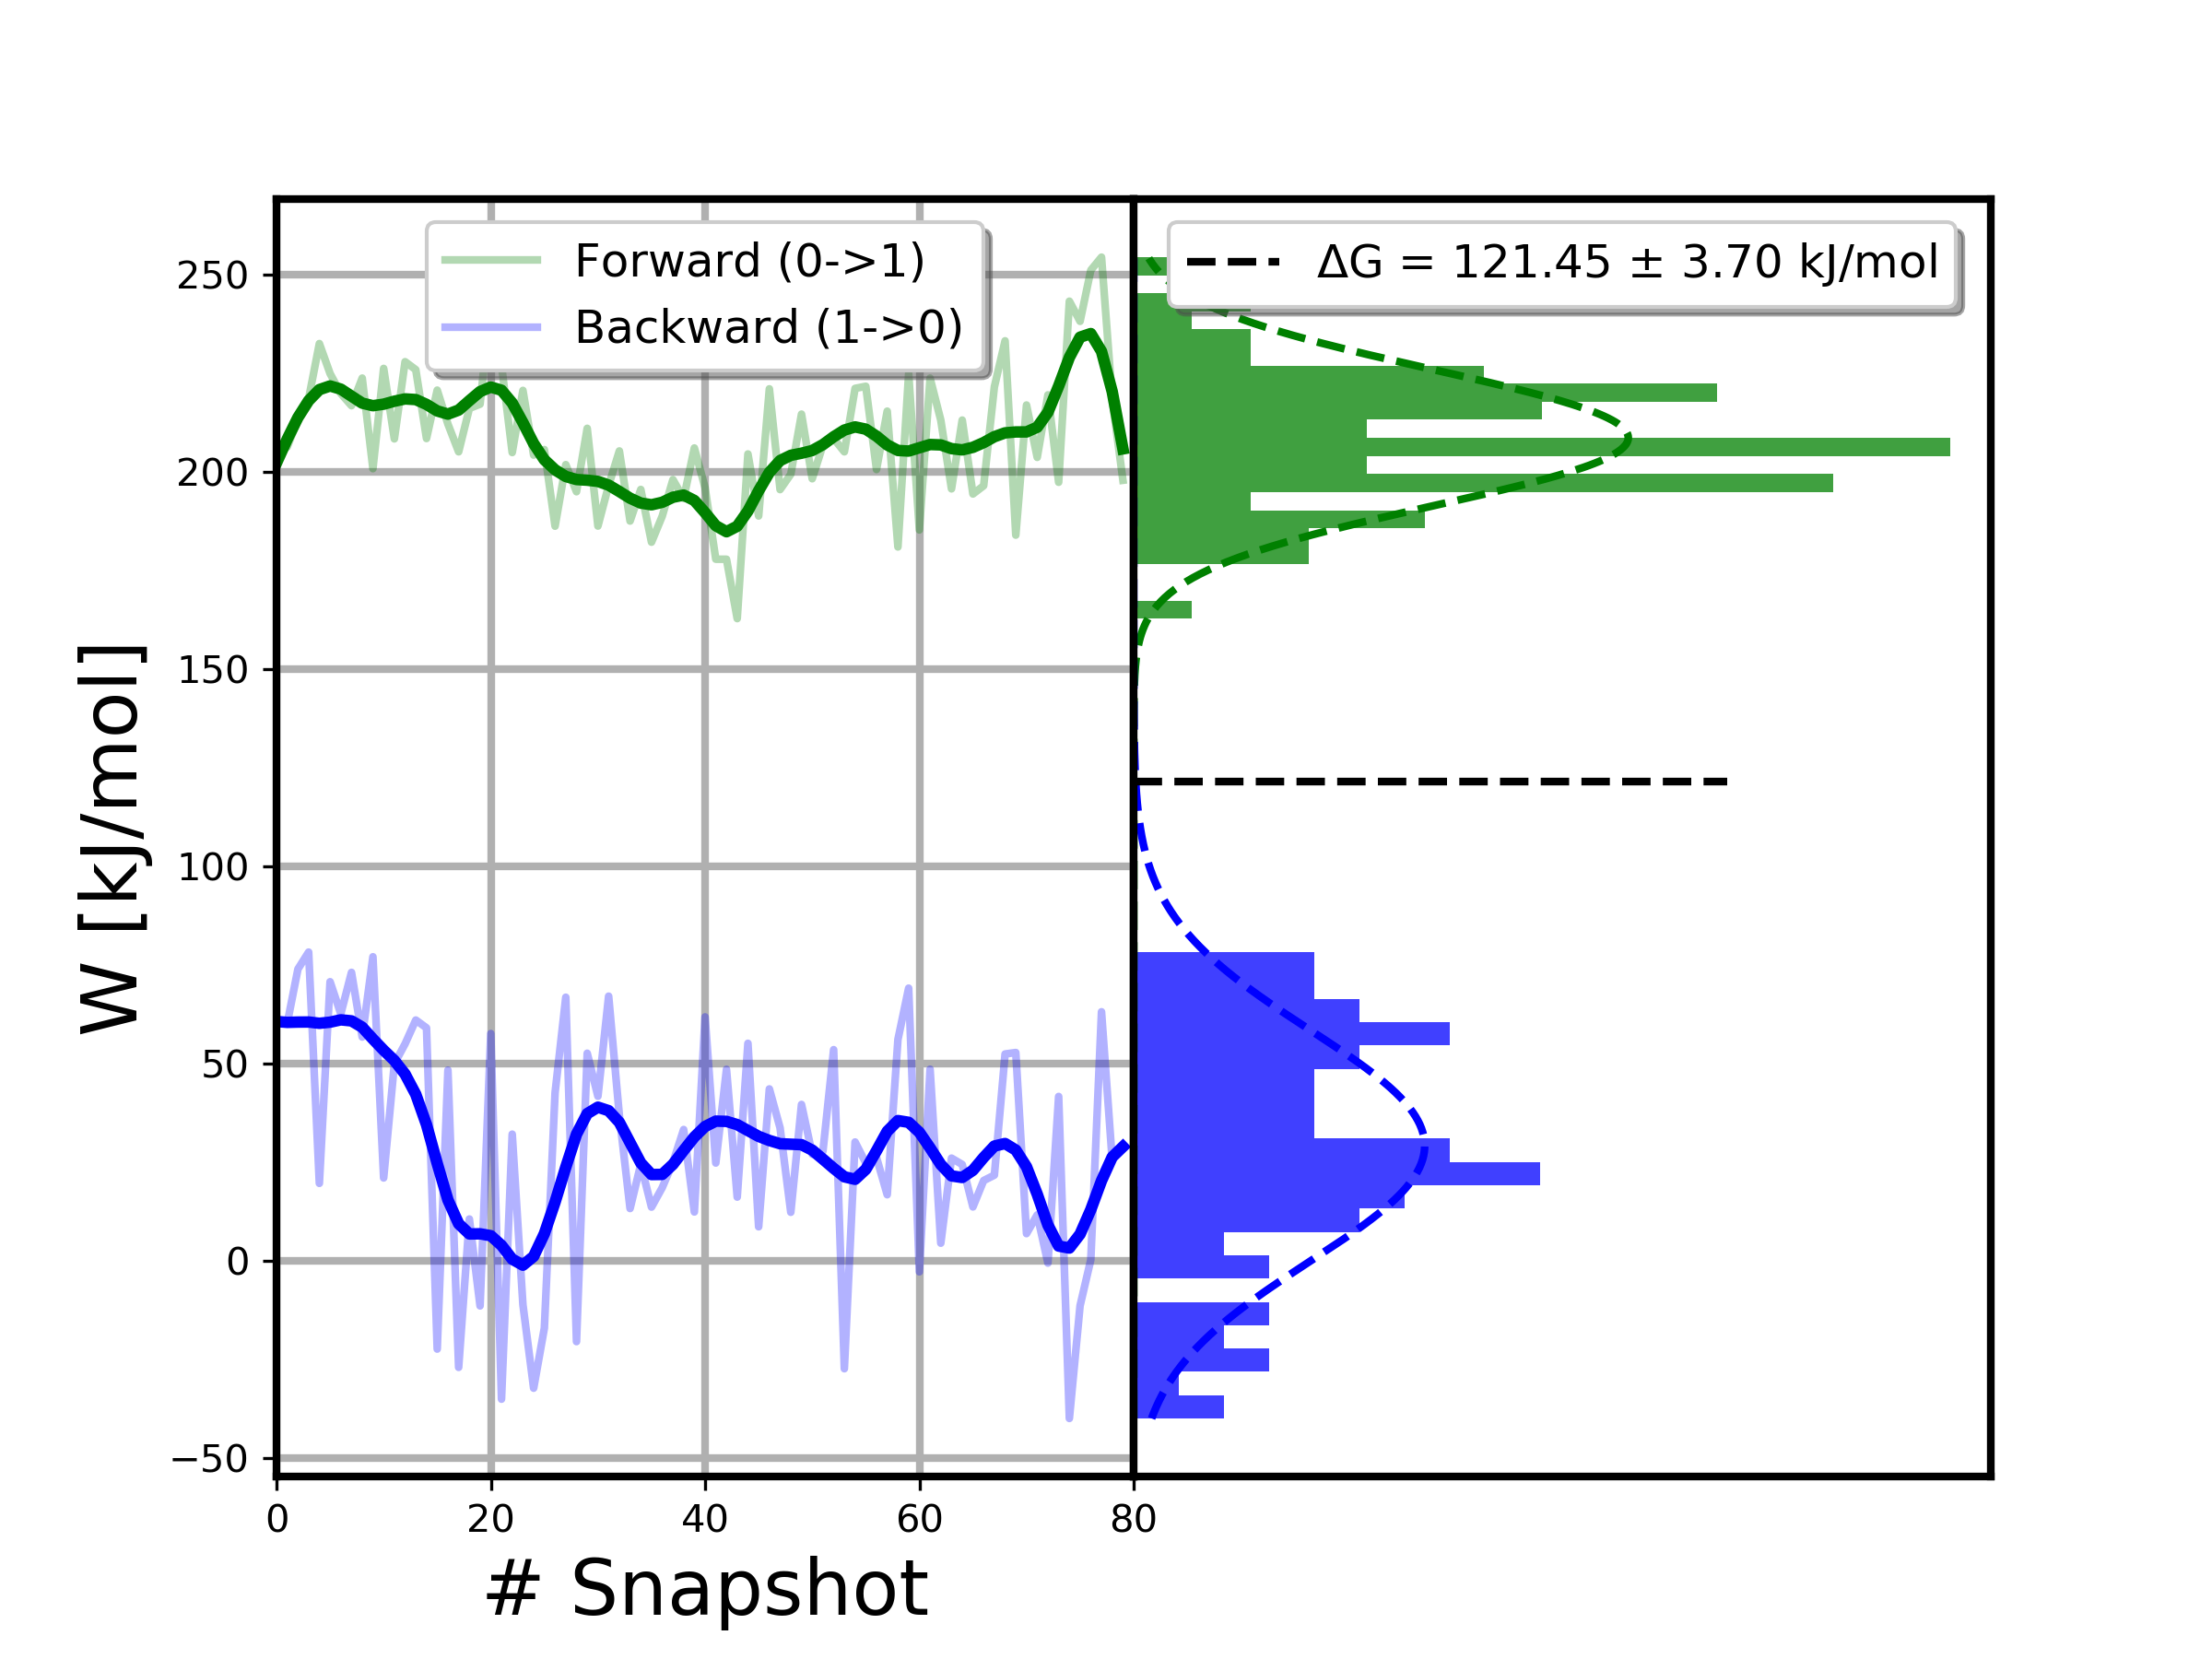 Forward (0->1)
Backward (1->0)
ΔG = 121.45 ± 3.70 kJ/mol
W [kJ/mol]
250
200
150
100
50
0
−50
0 20 40 60 80
# Snapshot